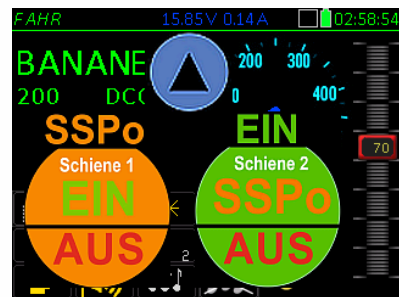 FAHR 15.85V 0.14A 02:58:54
BANANE
200 DCC
200 300
0 400
SSPo EIN
70
Schiene 1 Schiene 2
EIN SSPo
AUS AUS
2